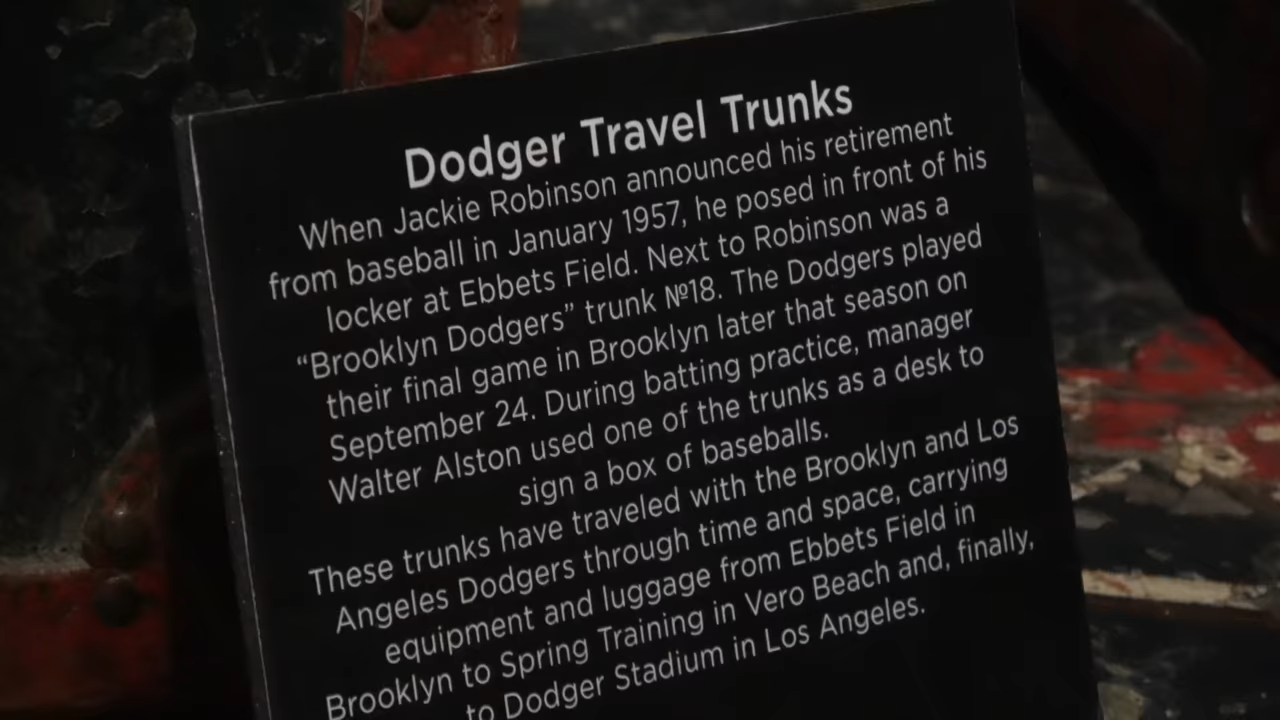 Dodger Travel Trunks
When Jackie Robinson announced his retirement
from baseball in January 1957, he posed in front of his
locker at Ebbets Field. Next to Robinson was a
“Brooklyn Dodgers” trunk №18. The Dodgers played
their final game in Brooklyn later that season on
September 24. During batting practice, manager
Walter Alston used one of the trunks as a desk to
sign a box of baseballs.
These trunks have traveled with the Brooklyn and Los
Angeles Dodgers through time and space, carrying
equipment and luggage from Ebbets Field in
Brooklyn to Spring Training in Vero Beach and, finally,
to Dodger Stadium in Los Angeles.